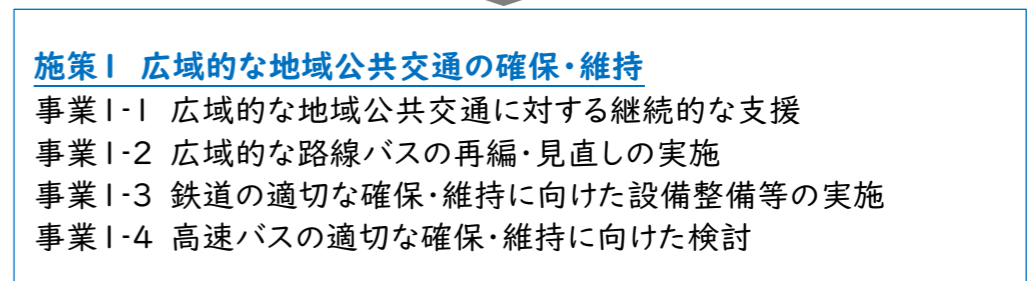 施策1 広域的な地域公共交通の確保・維持
事業1-1 広域的な地域公共交通に対する継続的な支援
事業1-2 広域的な路線バスの再編・見直しの実施
事業1-3 鉄道の適切な確保・維持に向けた設備整備等の実施
事業1-4 高速バスの適切な確保・維持に向けた検討